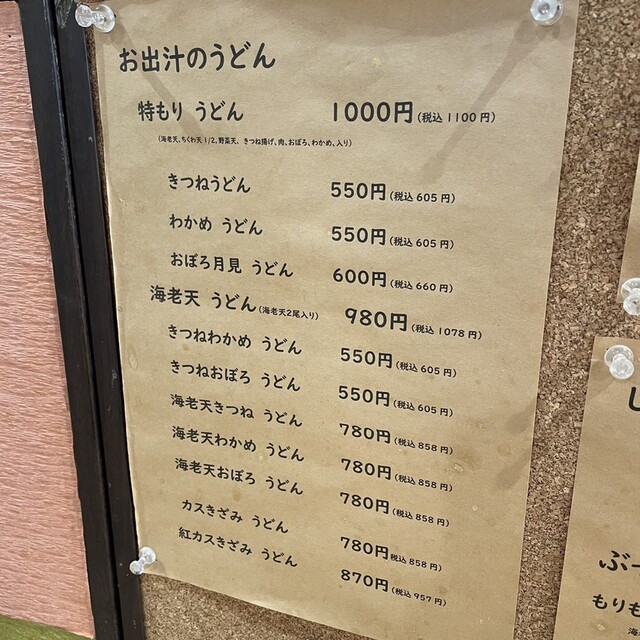 お出汁のうどん
特もり うどん 1000円(税込 1100 円)
(海老天、ちくわ天 1/2、野菜天、きつね揚げ、肉、おぼろ、わかめ、入り)
きつねうどん 550円(税込 605 円)
わかめ うどん 550円(税込 605 円)
おぼろ月見 うどん 600円(税込 660 円)
海老天 うどん(海老天2尾入り) 980円(税込 1078 円)
きつねわかめ うどん 550円(税込 605 円)
きつねおぼろ うどん 550円(税込 605 円)
海老天きつね うどん 780円(税込 858 円)
海老天わかめ うどん 780円(税込 858 円)
海老天おぼろ うどん 780円(税込 858 円)
カスきざみ うどん 780円税込 858 円)
紅カスきざみ うどん 870円(税込 957 円)
ぶ
もりも